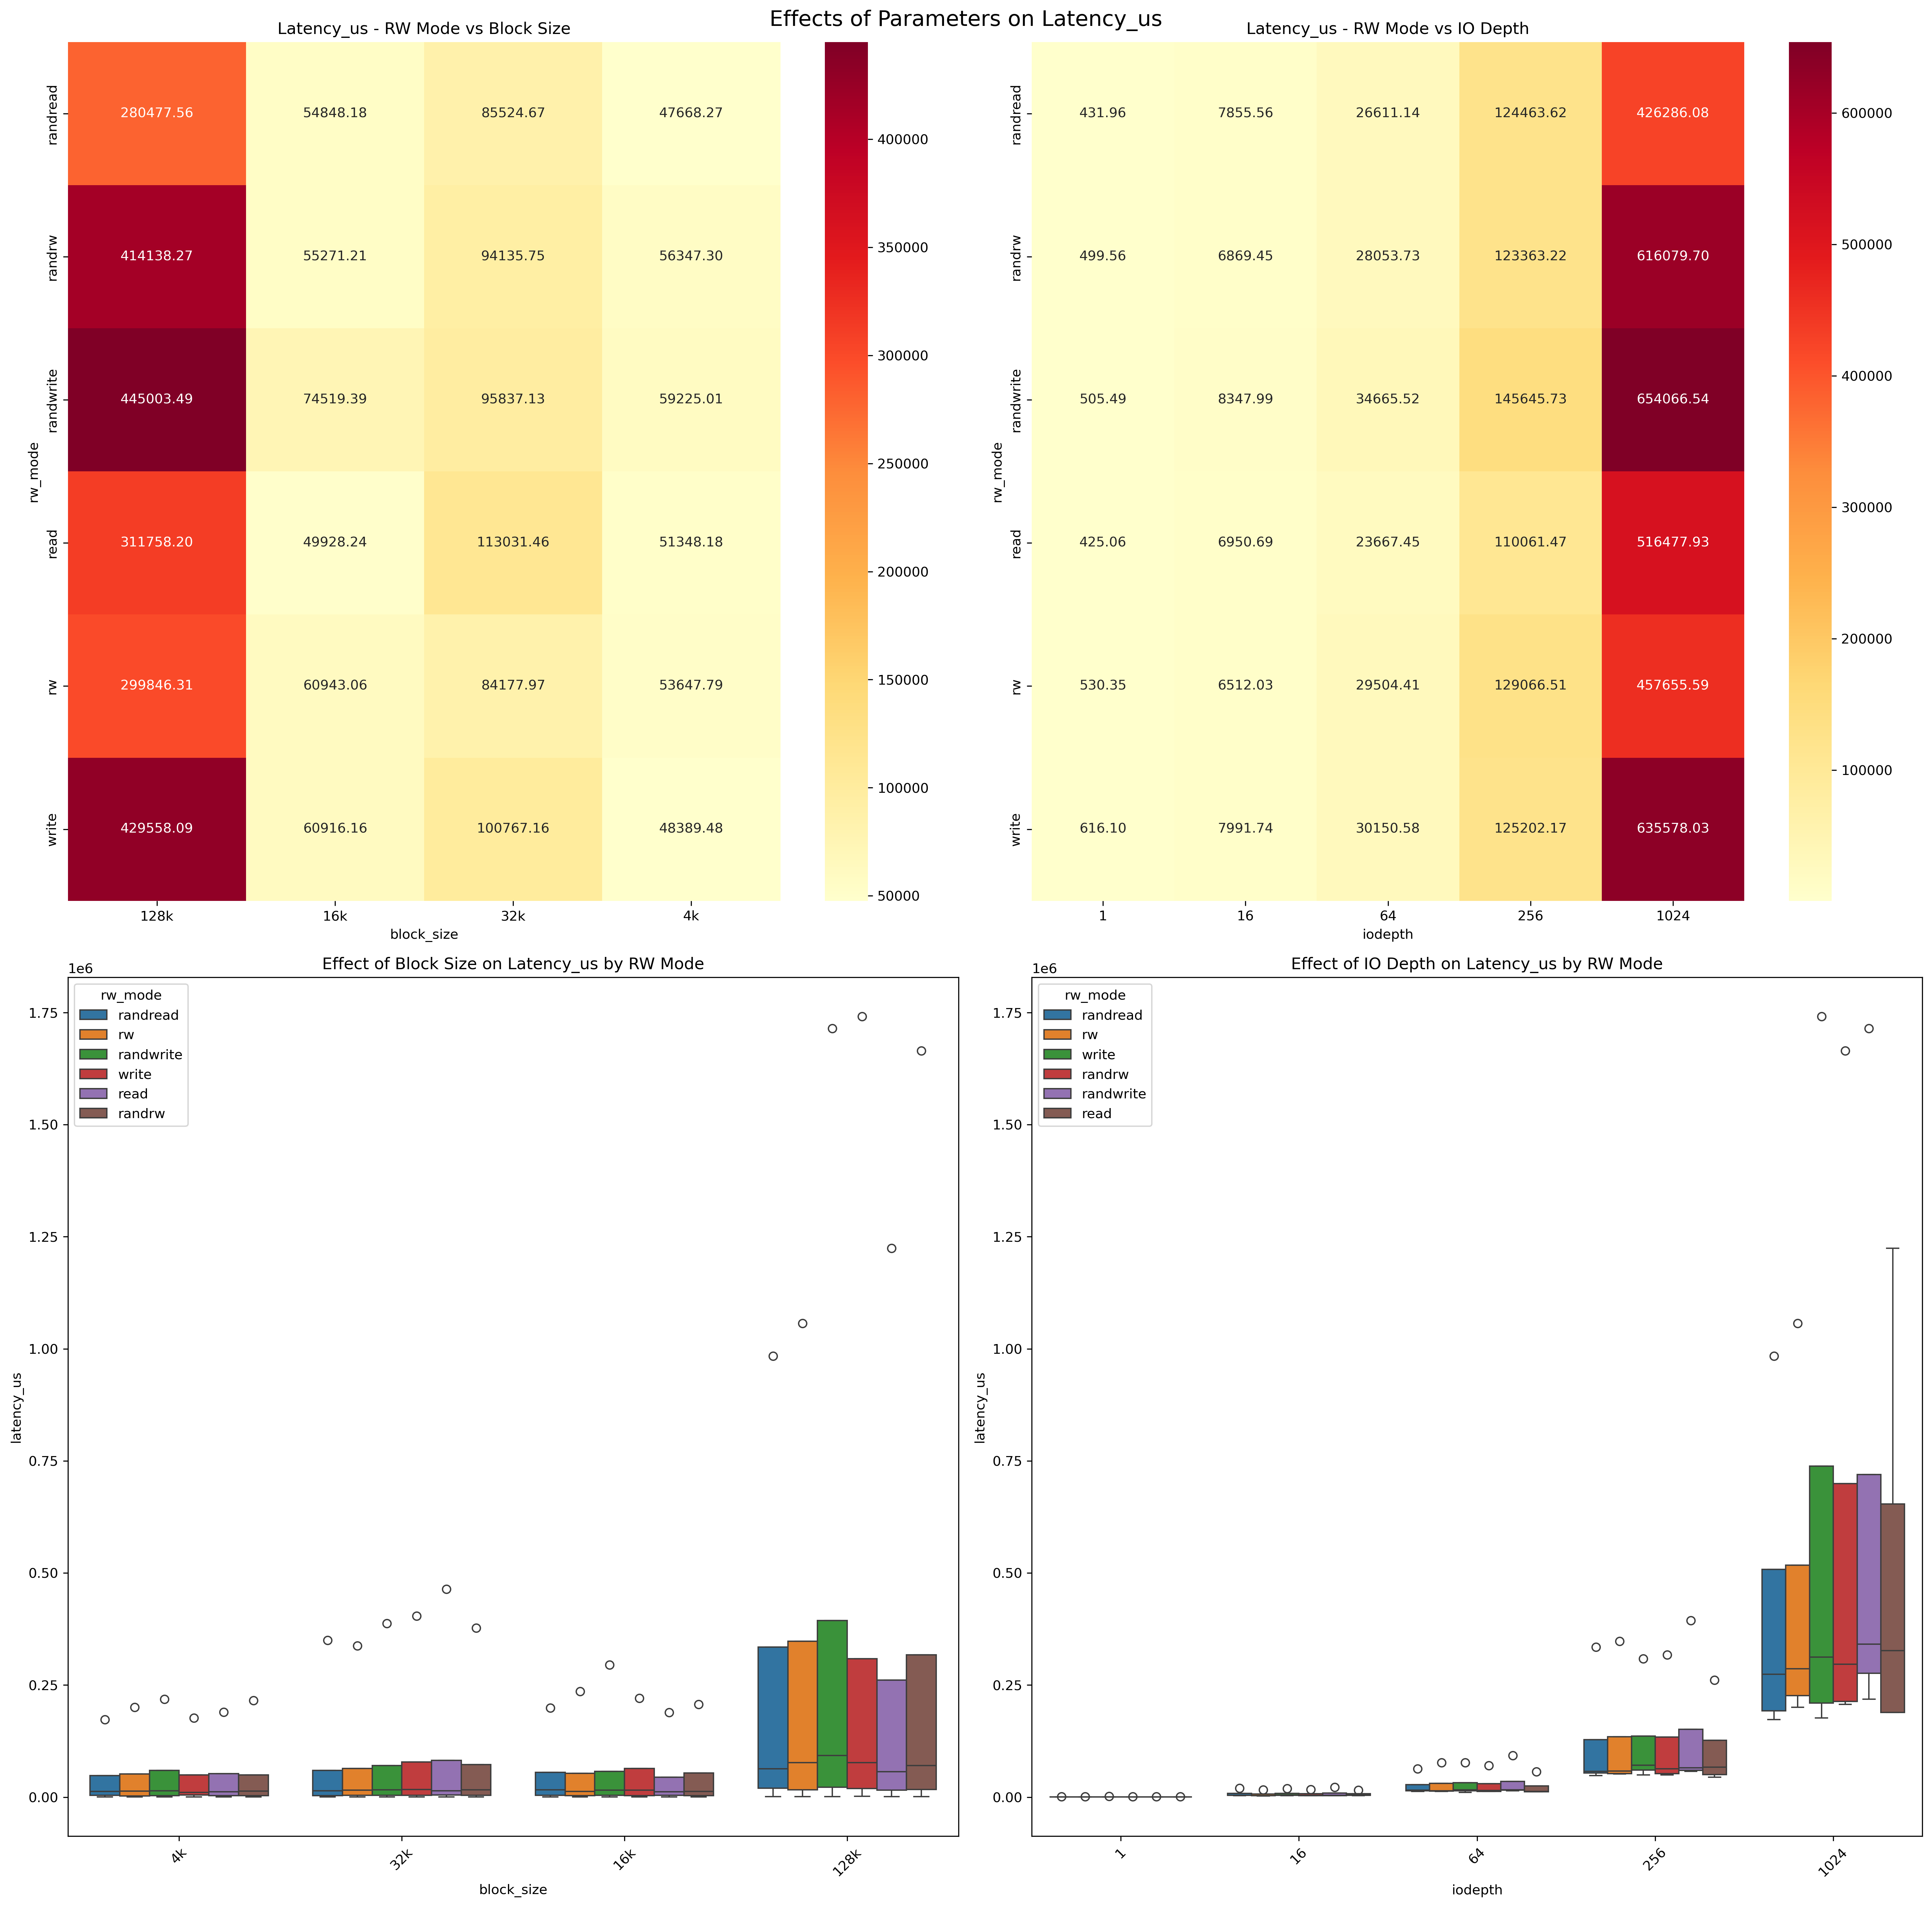 Effects of Parameters on Latency_us
Latency_us - RW Mode vs Block Size
rw_mode
randread
280477.56 54848.18 85524.67 47668.27
randrw
414138.27 55271.21 94135.75 56347.30
randwrite
445003.49 74519.39 95837.13 59225.01
read
311758.20 49928.24 113031.46 51348.18
rw
299846.31 60943.06 84177.97 53647.79
write
429558.09 60916.16 100767.16 48389.48
128k 16k 32k 4k
block_size
400000
350000
300000
250000
200000
150000
100000
50000
Latency_us - RW Mode vs IO Depth
rw_mode
randread
431.96 7855.56 26611.14 124463.62 426286.08
randrw
499.56 6869.45 28053.73 123363.22 616079.70
randwrite
505.49 8347.99 34665.52 145645.73 654066.54
read
425.06 6950.69 23667.45 110061.47 516477.93
rw
530.35 6512.03 29504.41 129066.51 457655.59
write
616.10 7991.74 30150.58 125202.17 635578.03
1 16 64 256 1024
iodepth
600000
500000
400000
300000
200000
100000
Effect of Block Size on Latency_us by RW Mode
1e6
rw_mode
randread
rw
randwrite
write
read
randrw
latency_us
1.75
1.50
1.25
1.00
0.75
0.50
0.25
0.00
4k 32k 16k 128k
block_size
Effect of IO Depth on Latency_us by RW Mode
1e6
rw_mode
randread
rw
write
randrw
randwrite
read
latency_us
1.75
1.50
1.25
1.00
0.75
0.50
0.25
0.00
1 16 64 256 1024
iodepth